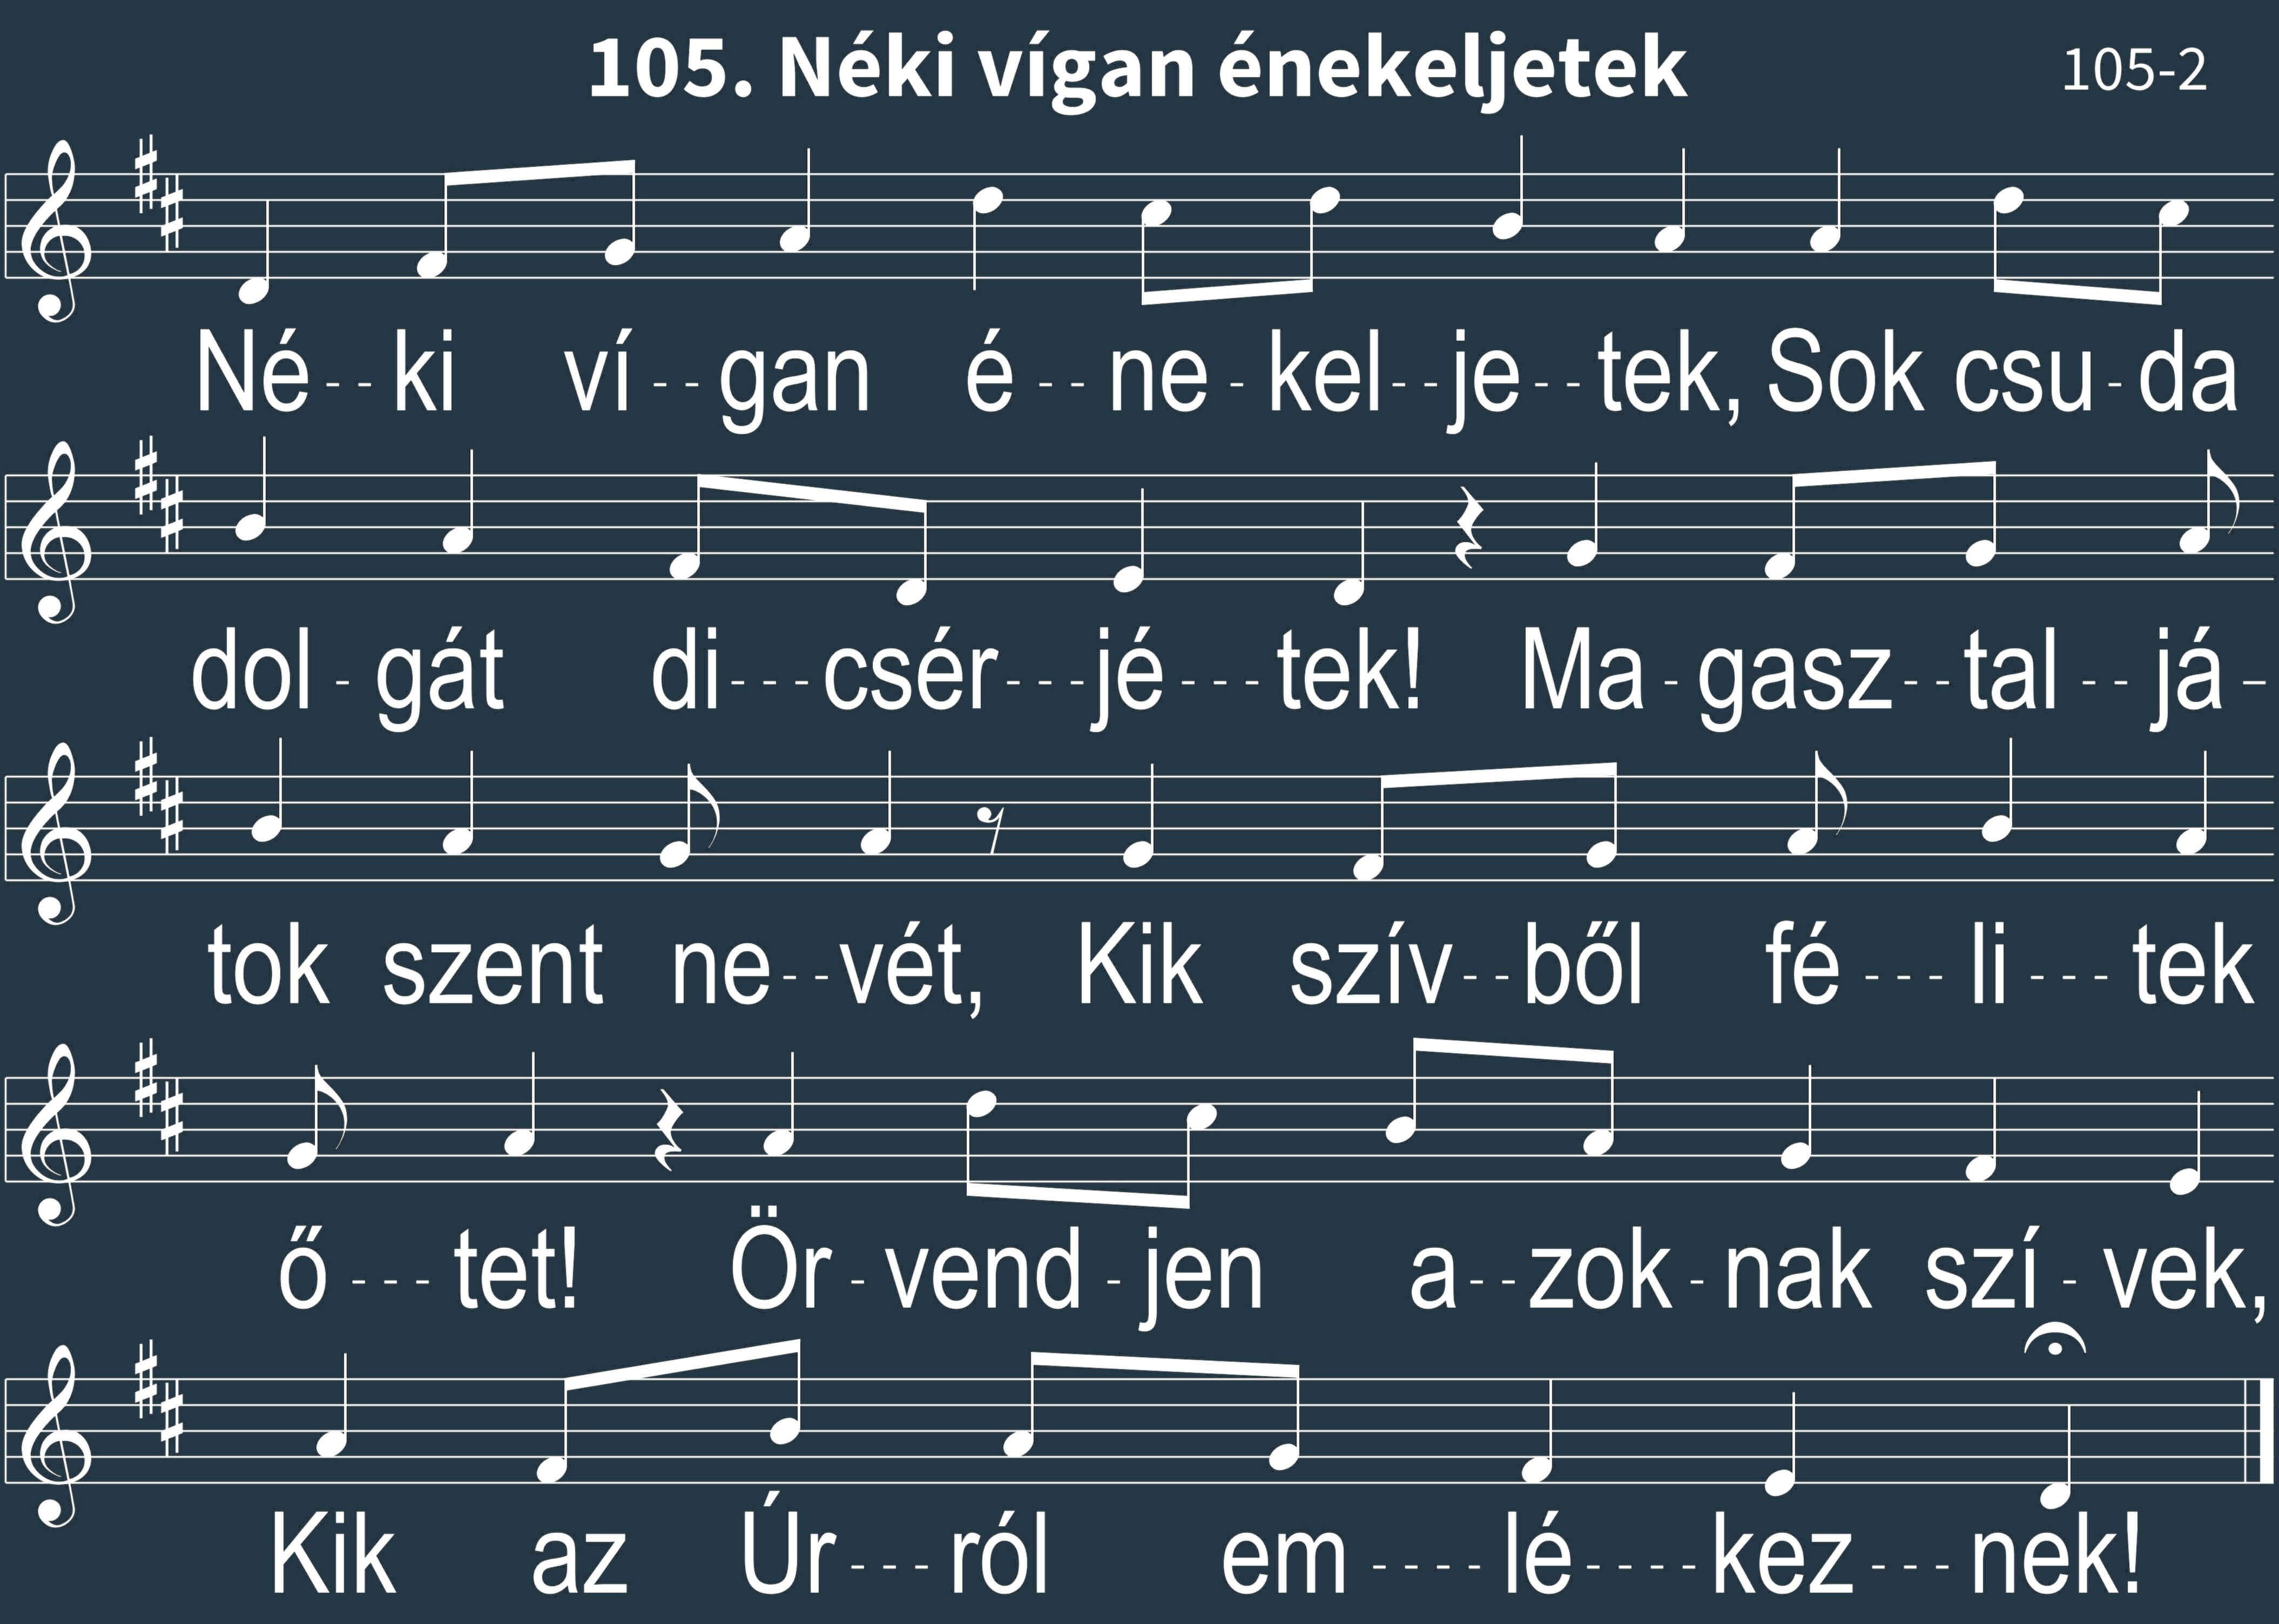 105. Néki vígan énekeljetek 105-2
Né--ki ví--gan é--ne-kel--je--tek, Sok csu-da
dol-gát di---csér---jé---tek! Ma-gasz--tal--já-
tok szent ne--vét, Kik szív--ből fé---li---tek
ő---tet! Ör-vend-jen a--zok-nak szí-vek,
Kik az Úr---ról em----lé----kez---nek!